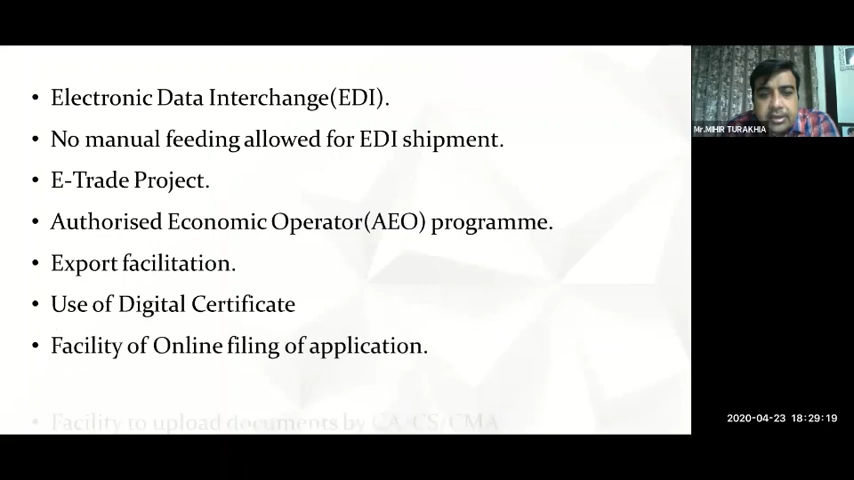 • Electronic Data Interchange(EDI).
• No manual feeding allowed for EDI shipment.
• E-Trade Project.
• Authorised Economic Operator(AEO) programme.
• Export facilitation.
• Use of Digital Certificate
• Facility of Online filing of application.
• Facility to upload documents by CA/CS/CMA
Mr.MIHIR TURAKHIA
2020-04-23 18:29:19